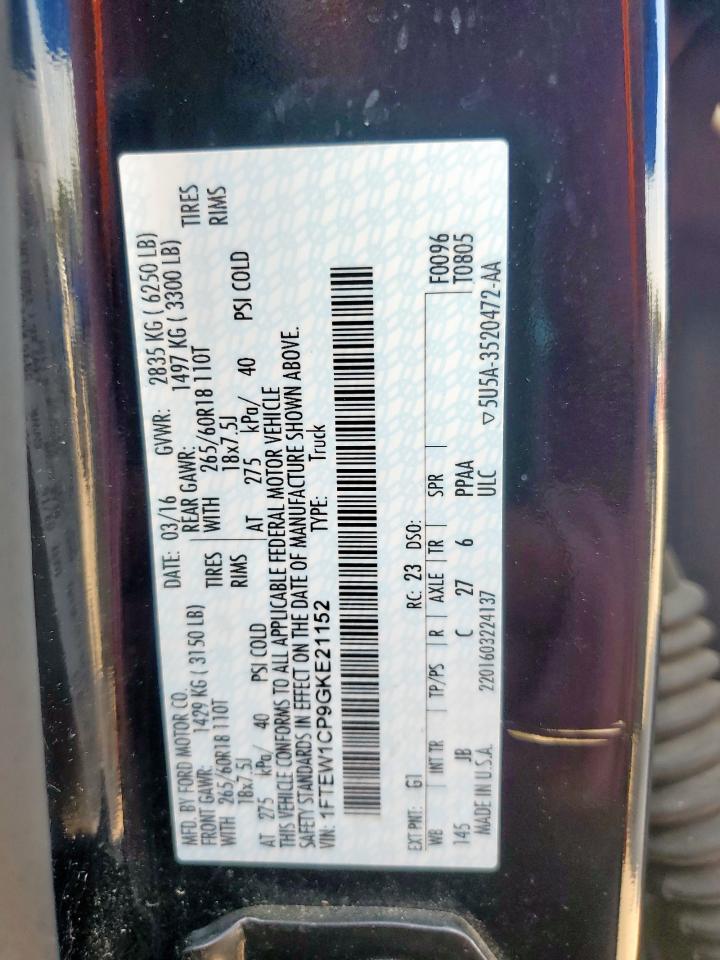 MFD. BY FORD MOTOR CO.
DATE: 03/16 GVWR: 2835 KG ( 6250 LB)
FRONT GAWR: 1429 KG ( 3150 LB)
REAR GAWR: 1497 KG ( 3300 LB)
WITH 265/60R18 110T TIRES
WITH 265/60R18 110T TIRES
18x7.5J RIMS
18x7.5J RIMS
AT 275 kPa/ 40 PSI COLD
AT 275 kPa/ 40 PSI COLD
THIS VEHICLE CONFORMS TO ALL APPLICABLE FEDERAL MOTOR VEHICLE
SAFETY STANDARDS IN EFFECT ON THE DATE OF MANUFACTURE SHOWN ABOVE.
VIN: 1FTEW1CP9GKE21152 TYPE: Truck
F0096
T0805
EXT PNT: G1 RC: 23 DSO:
WB INT TR TP/PS R AXLE TR SPR
145 JB C 27 6 PPAA
MADE IN U.S.A. 2201603224137 ULC
▽5U5A-3520472-AA